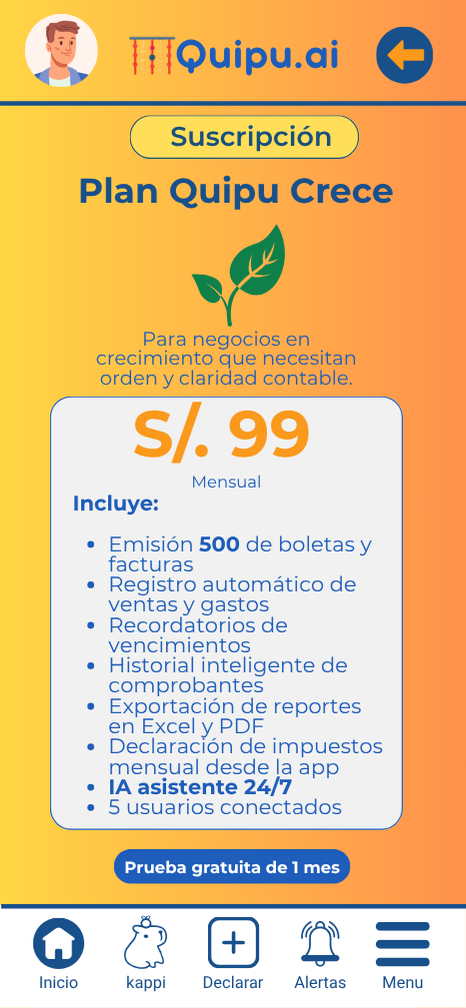 Quipu.ai
Suscripción
Plan Quipu Crece
Para negocios en
crecimiento que necesitan
orden y claridad contable.
S/. 99
Mensual
Incluye:
• Emisión 500 de boletas y
facturas
• Registro automático de
ventas y gastos
• Recordatorios de
vencimientos
• Historial inteligente de
comprobantes
• Exportación de reportes
en Excel y PDF
• Declaración de impuestos
mensual desde la app
• IA asistente 24/7
• 5 usuarios conectados
Prueba gratuita de 1 mes
Inicio kappi Declarar Alertas Menu